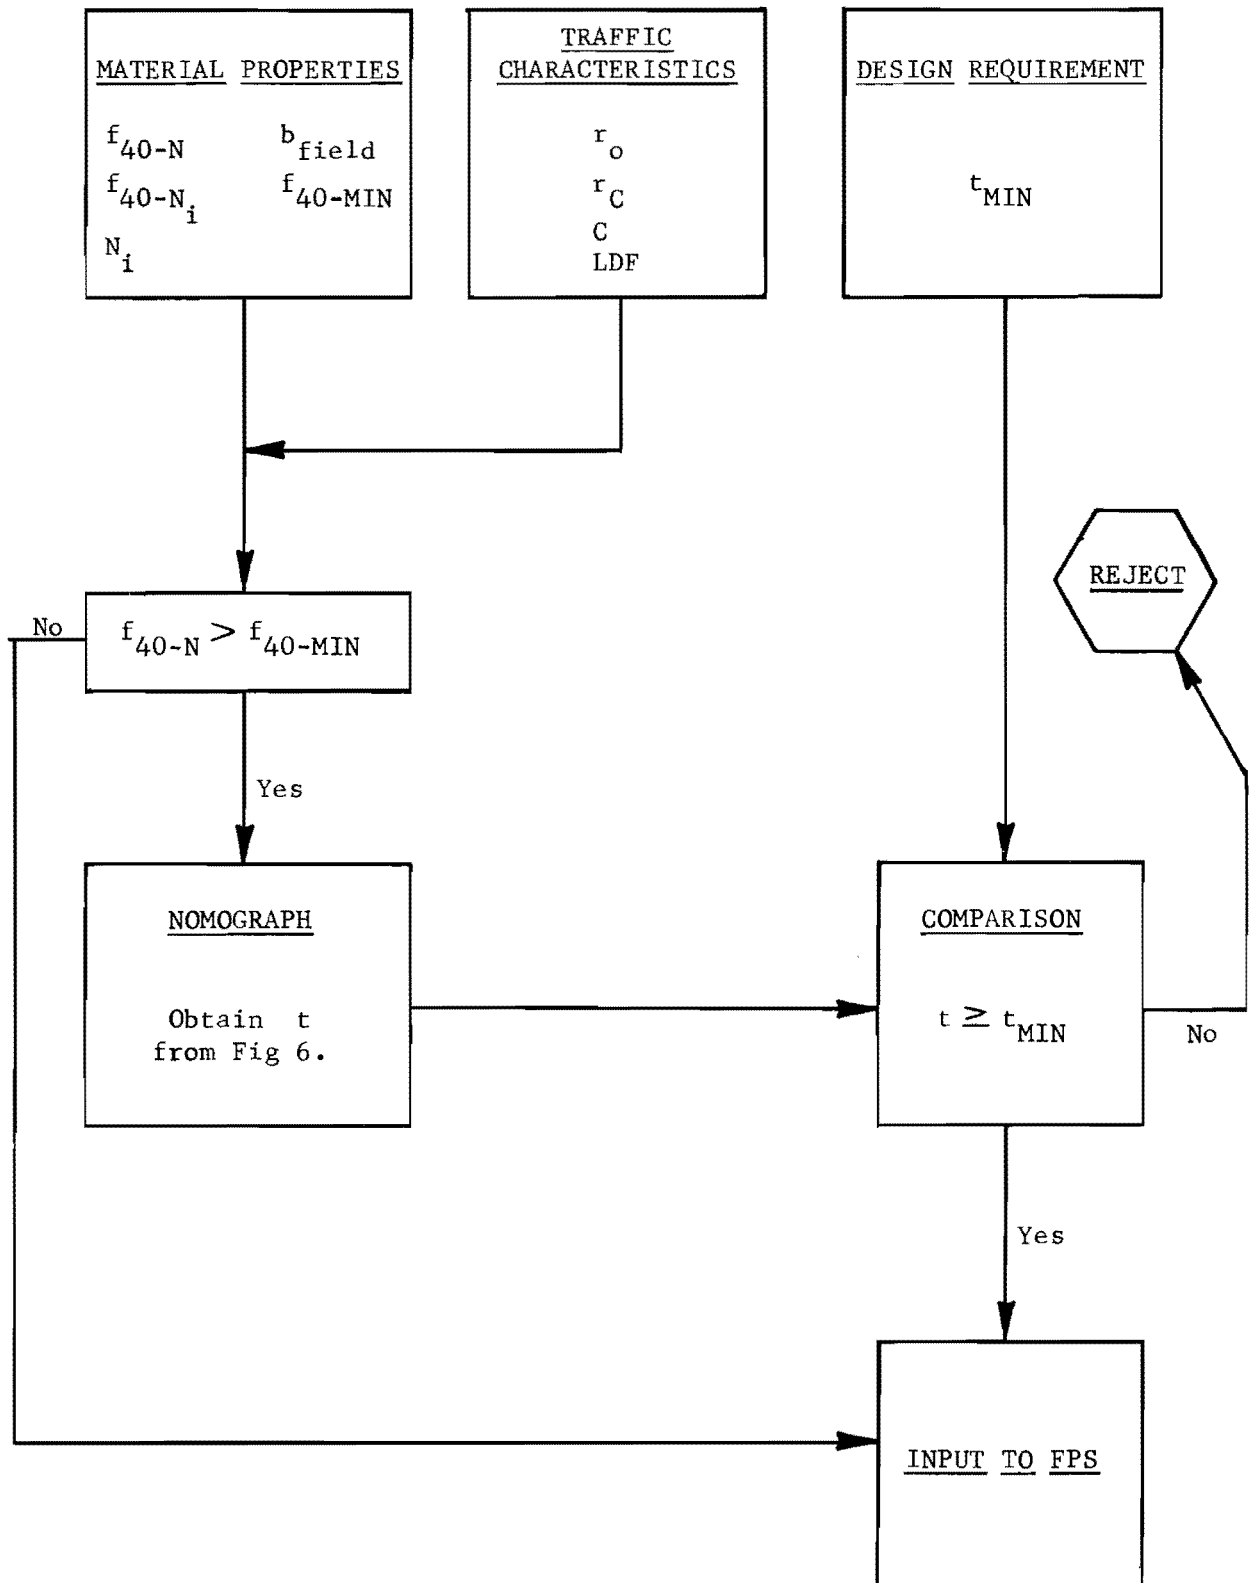 MATERIAL PROPERTIES
f40-N bfield
f40-Ni f40-MIN
Ni
TRAFFIC
CHARACTERISTICS
ro
rC
C
LDF
DESIGN REQUIREMENT
tMIN
REJECT
No
f40-N > f40-MIN
Yes
NOMOGRAPH
Obtain t
from Fig 6.
COMPARISON
t ≥ tMIN
No
Yes
INPUT TO FPS